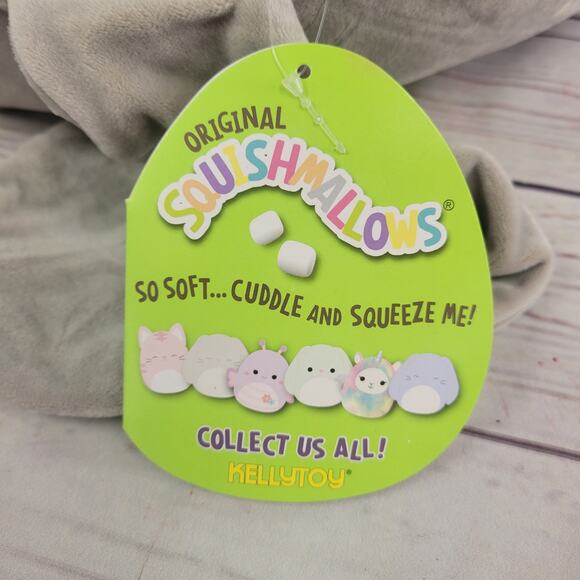 ORIGINAL
SQUISHMALLOWS®
SO SOFT... CUDDLE AND SQUEEZE ME!
COLLECT US ALL!
KELLYTOY®